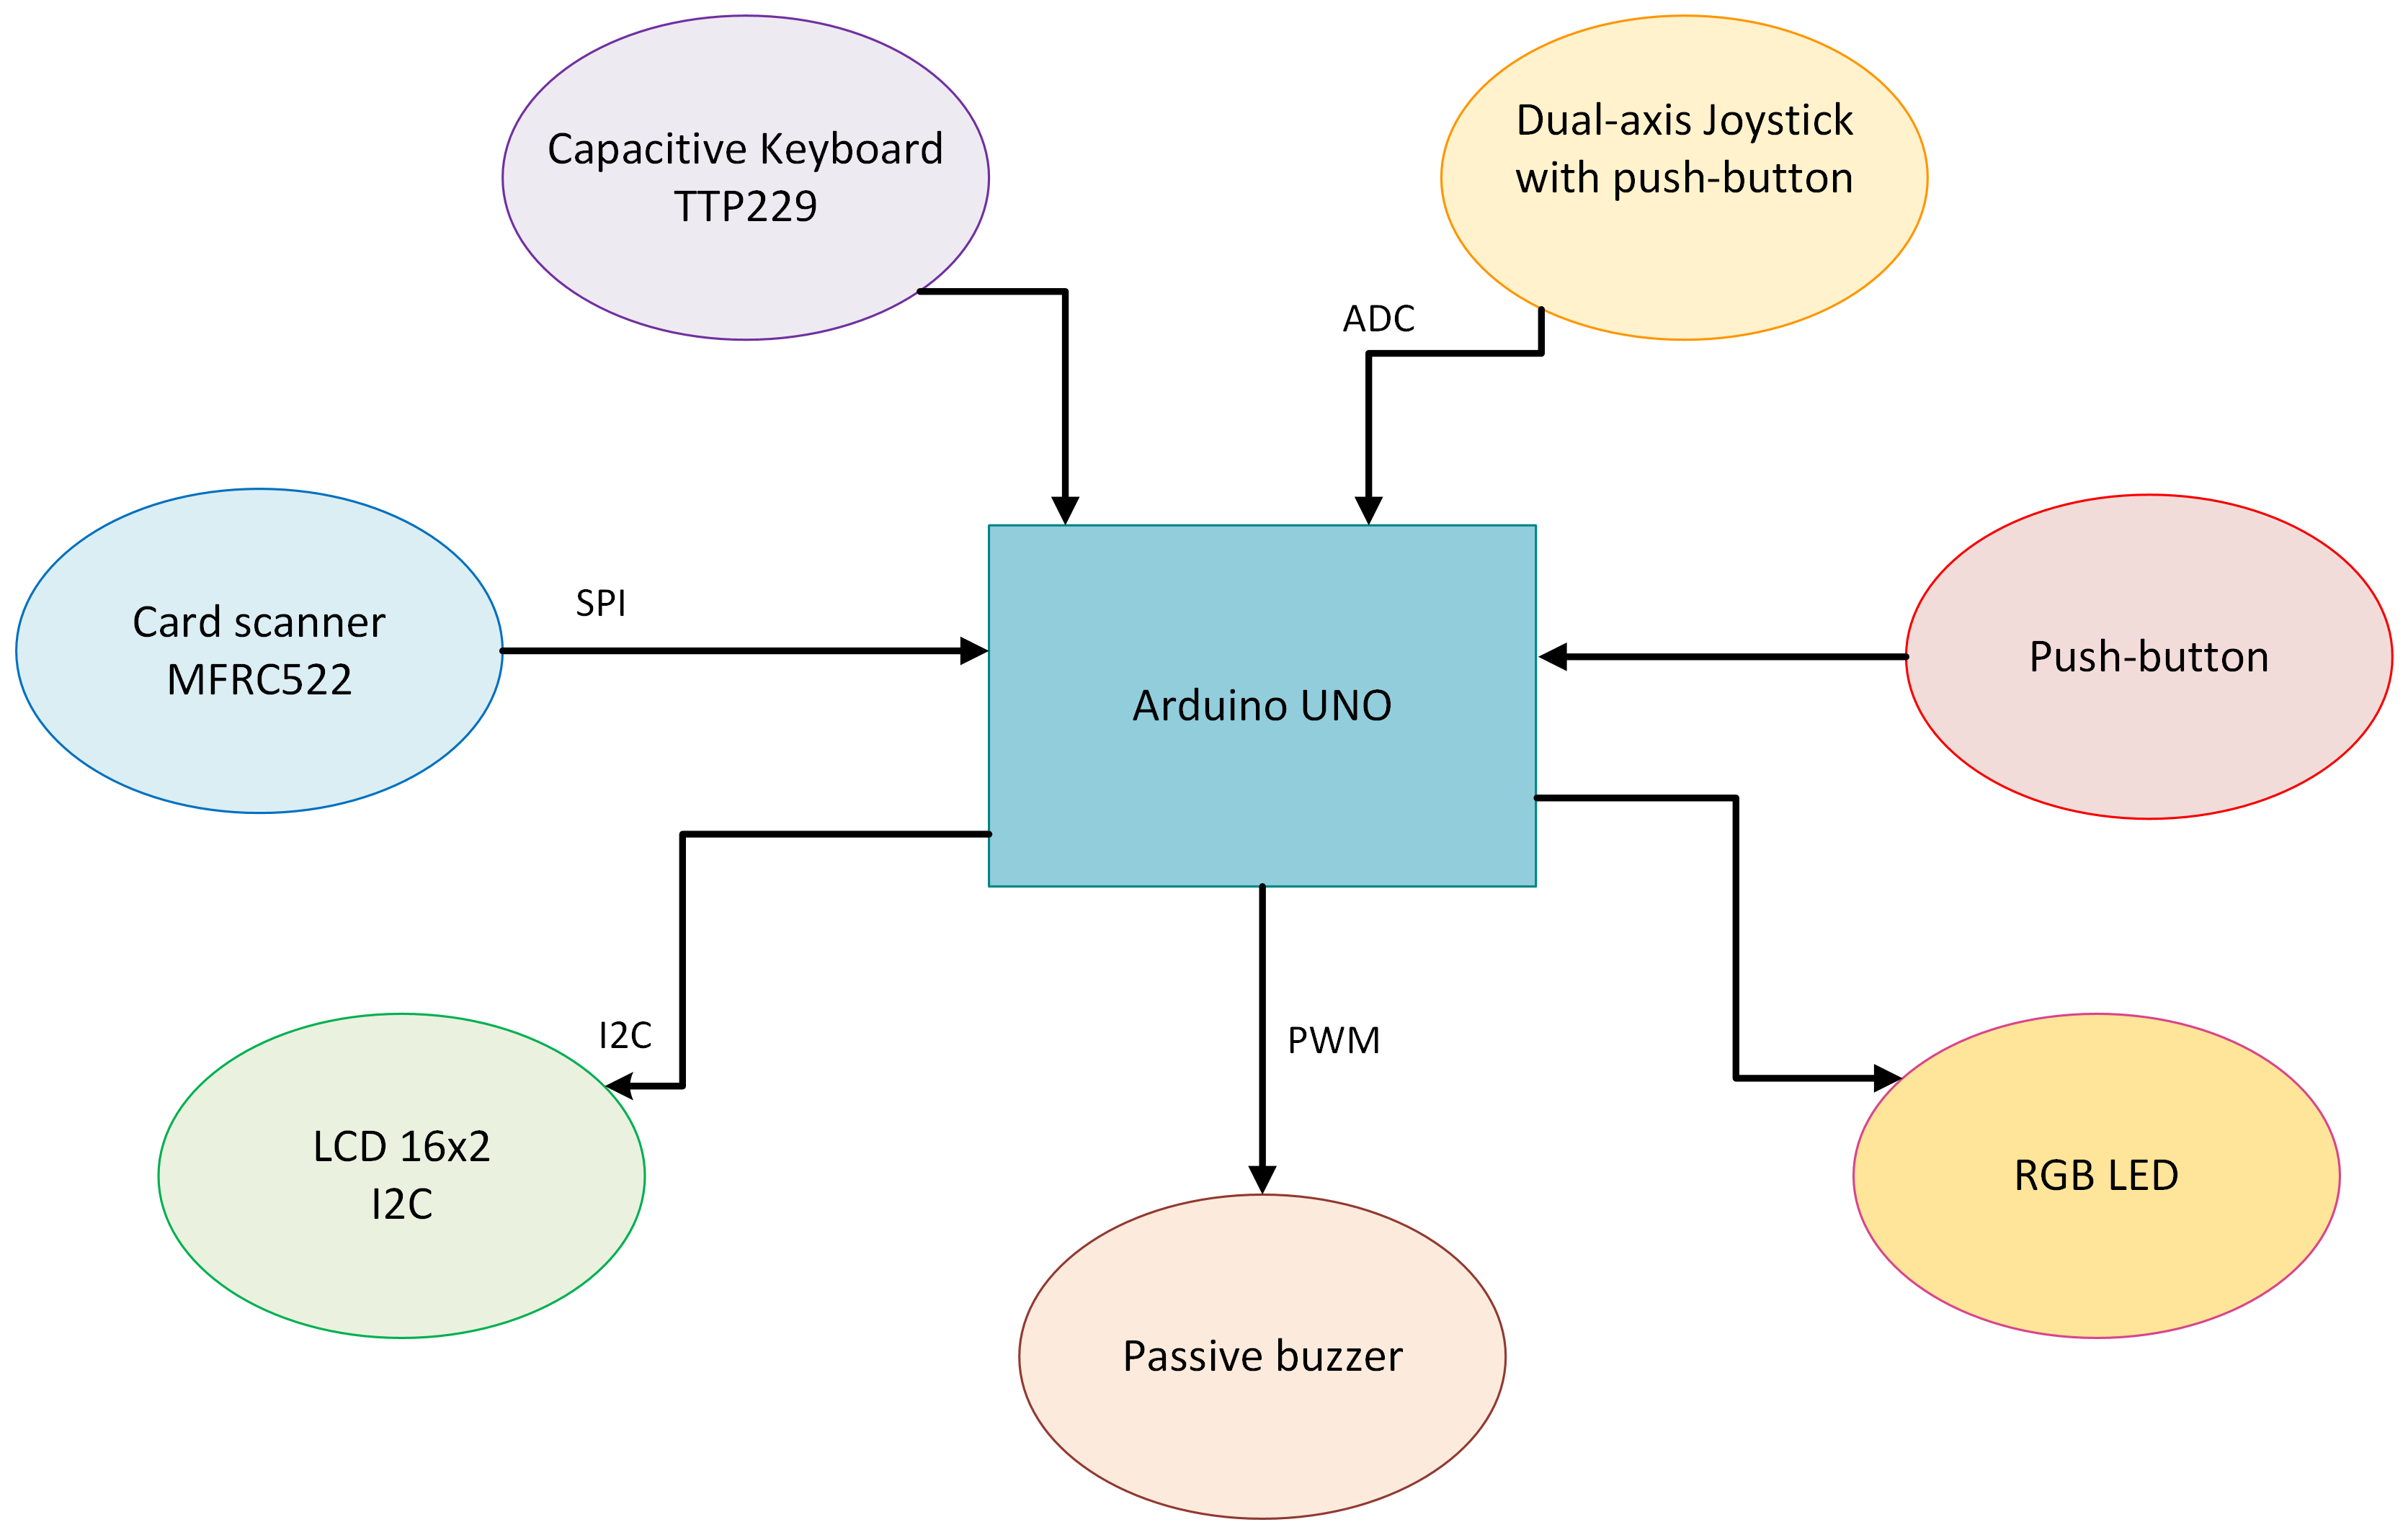 Capacitive Keyboard
TTP229
Dual-axis Joystick
with push-button
ADC
SPI
Card scanner
MFRC522
Arduino UNO
Push-button
I2C
PWM
LCD 16x2
I2C
RGB LED
Passive buzzer